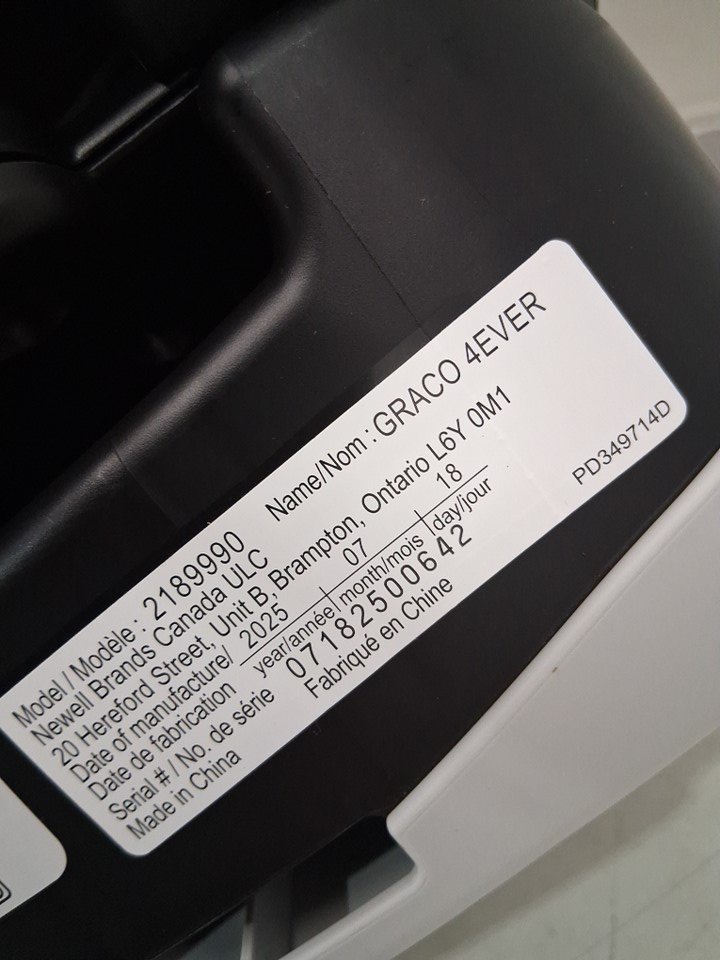 Model / Modèle : 2189990 Name/Nom : GRACO 4EVER
Newell Brands Canada ULC
20 Hereford Street, Unit B, Brampton, Ontario L6Y 0M1
Date of manufacture/ 2025 07 18
Date de fabrication year/année month/mois day/jour
Serial # / No. de série 07182500642
Made in China Fabriqué en Chine
PD349714D